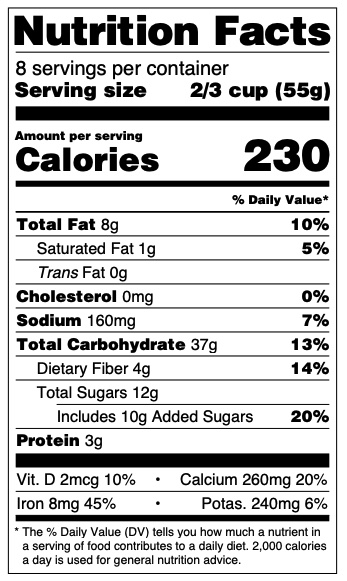 Nutrition Facts
8 servings per container
Serving size 2/3 cup (55g)
Amount per serving
Calories 230
% Daily Value*
Total Fat 8g 10%
Saturated Fat 1g 5%
Trans Fat 0g
Cholesterol 0mg 0%
Sodium 160mg 7%
Total Carbohydrate 37g 13%
Dietary Fiber 4g 14%
Total Sugars 12g
Includes 10g Added Sugars 20%
Protein 3g
Vit. D 2mcg 10% • Calcium 260mg 20%
Iron 8mg 45% • Potas. 240mg 6%
* The % Daily Value (DV) tells you how much a nutrient in
a serving of food contributes to a daily diet. 2,000 calories
a day is used for general nutrition advice.